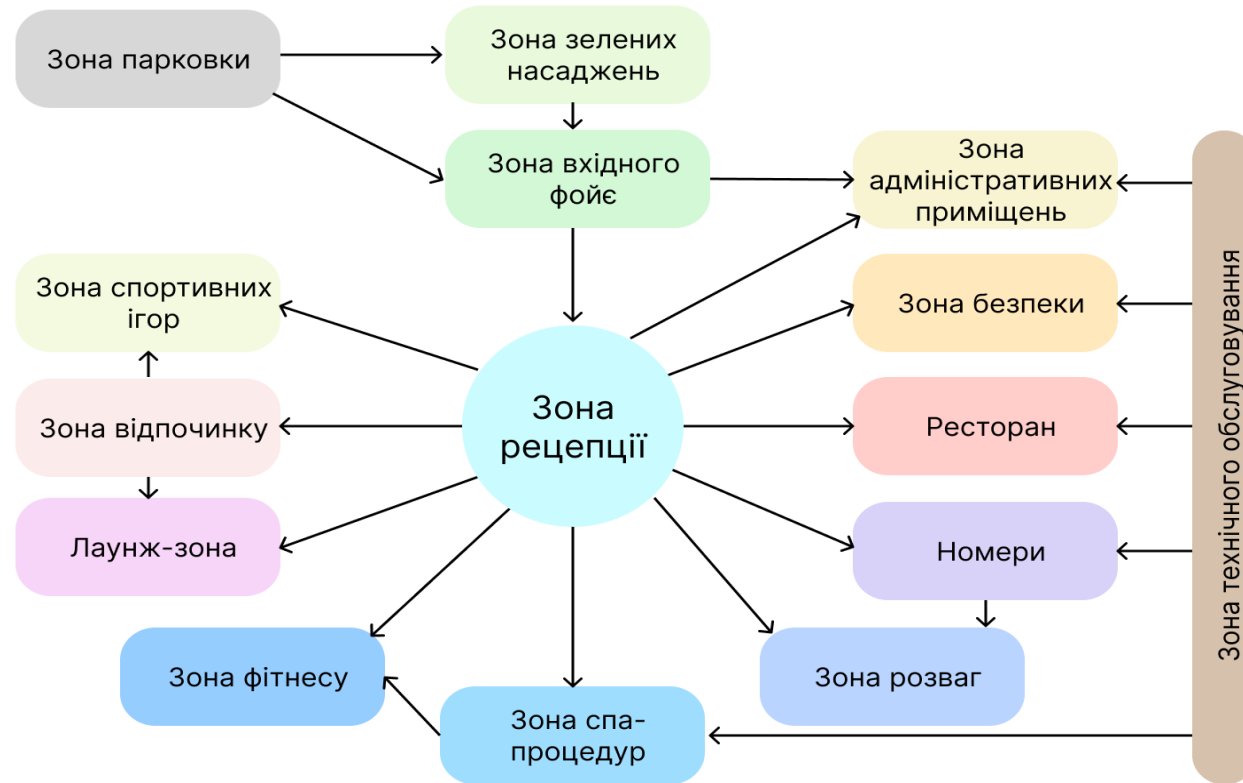 Зона парковки
Зона зелених
насаджень
Зона вхідного
фойє
Зона
адміністративних
приміщень
Зона спортивних
ігор
Зона безпеки
Зона відпочинку
Зона
рецепції
Ресторан
Лаунж-зона
Номери
Зона фітнесу
Зона спа-
процедур
Зона розваг
Зона технічного обслуговування